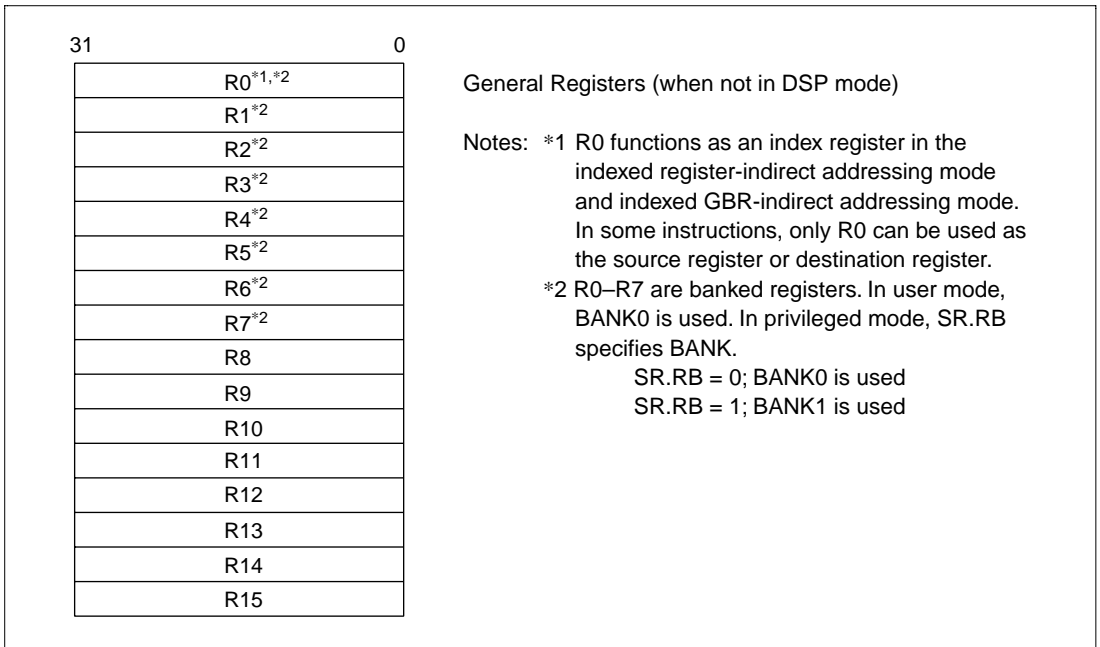 31 0
R0*1,*2
R1*2
R2*2
R3*2
R4*2
R5*2
R6*2
R7*2
R8
R9
R10
R11
R12
R13
R14
R15
General Registers (when not in DSP mode)
Notes: *1 R0 functions as an index register in the
indexed register-indirect addressing mode
and indexed GBR-indirect addressing mode.
In some instructions, only R0 can be used as
the source register or destination register.
*2 R0–R7 are banked registers. In user mode,
BANK0 is used. In privileged mode, SR.RB
specifies BANK.
SR.RB = 0; BANK0 is used
SR.RB = 1; BANK1 is used